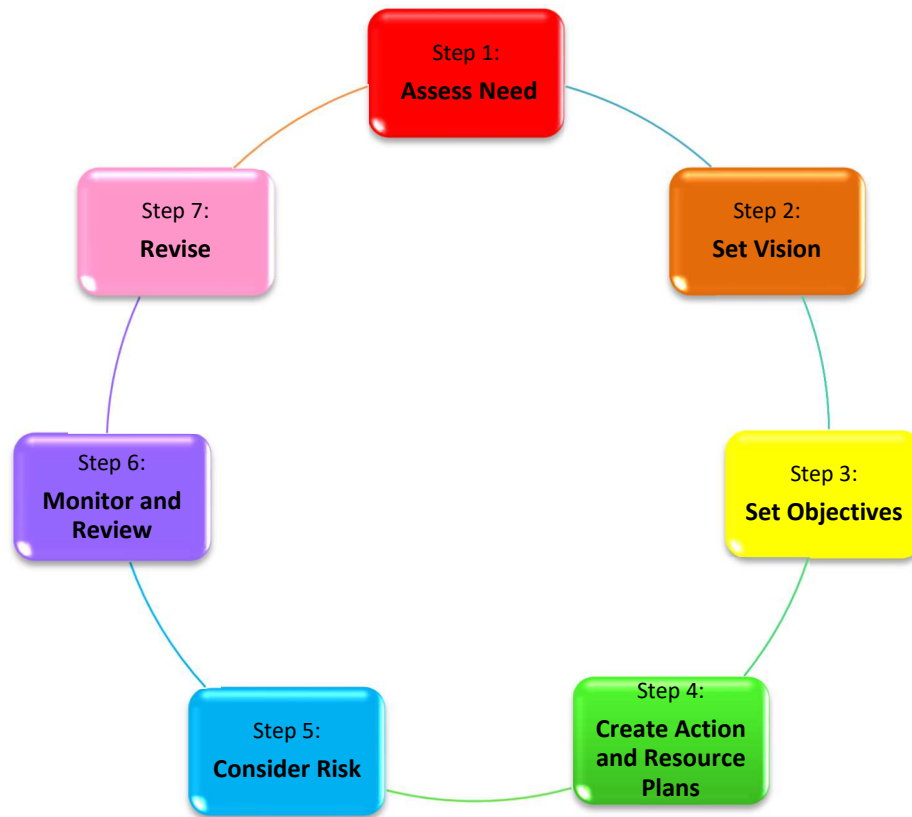 Step 1:
Assess Need
Step 2:
Set Vision
Step 3:
Set Objectives
Step 4:
Create Action
and Resource
Plans
Step 5:
Consider Risk
Step 6:
Monitor and
Review
Step 7:
Revise